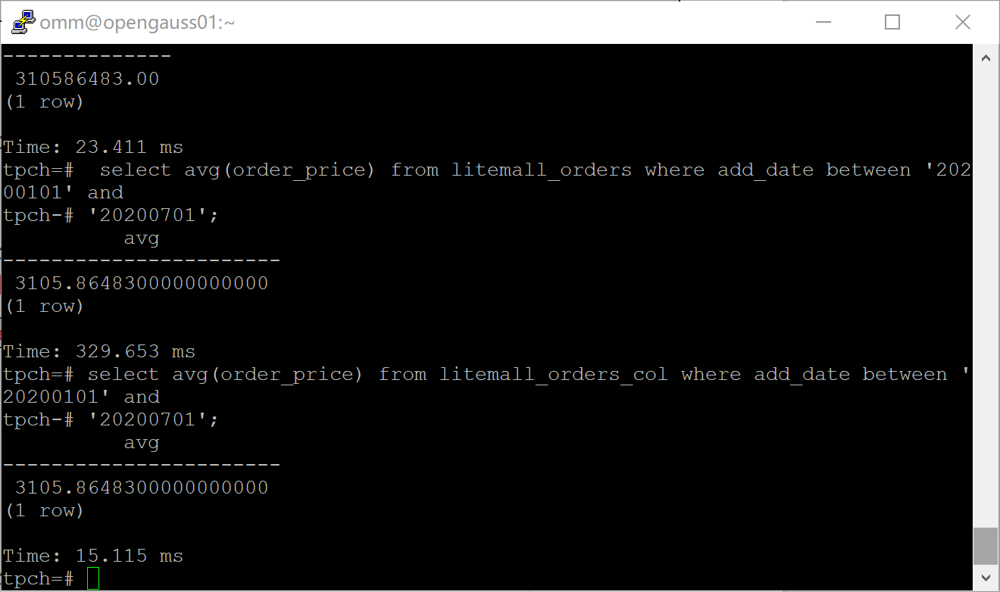 omm@opengauss01:~
--------------
310586483.00
(1 row)
Time: 23.411 ms
tpch=#  select avg(order_price) from litemall_orders where add_date between '202
00101' and
tpch-# '20200701';
avg
-----------------------
3105.8648300000000000
(1 row)
Time: 329.653 ms
tpch=# select avg(order_price) from litemall_orders_col where add_date between '
20200101' and
tpch-# '20200701';
avg
-----------------------
3105.8648300000000000
(1 row)
Time: 15.115 ms
tpch=#